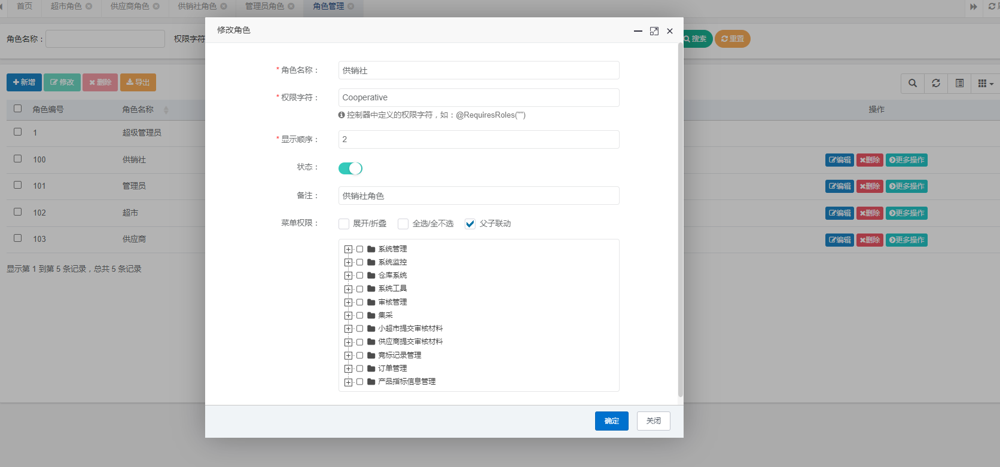 首页 超市角色 供应商角色 供销社角色 管理员角色 角色管理
修改角色
角色名称： 权限字符 搜索 重置
* 角色名称： 供销社
新增 修改 删除 导出
* 权限字符： Cooperative
控制器中定义的权限字符，如：@RequiresRoles("")
角色编号 角色名称 操作
1 超级管理员
* 显示顺序： 2
100 供销社 编辑 删除 更多操作
状态：
101 管理员 编辑 删除 更多操作
备注： 供销社角色
102 超市 编辑 删除 更多操作
菜单权限： 展开/折叠 全选/全不选 父子联动
103 供应商 编辑 删除 更多操作
显示第 1 到第 5 条记录，总共 5 条记录
系统管理
系统监控
仓库系统
系统工具
审核管理
集采
小超市提交审核材料
供应商提交审核材料
竞标记录管理
订单管理
产品指标信息管理
确定 关闭